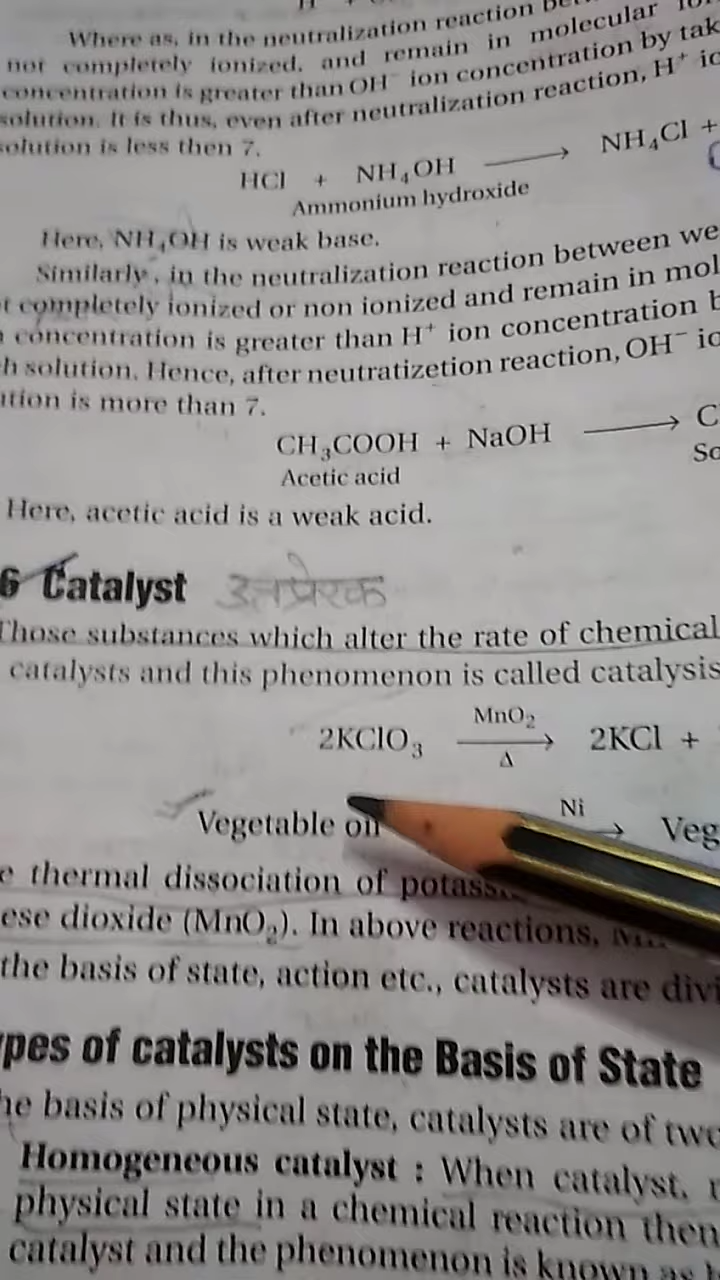 Where as, in the neutralization reaction
not completely ionized, and remain in molecular
concentration is greater than OH⁻ ion concentration by tak
solution. It is thus, even after neutralization reaction, H⁺ io
solution is less then 7.
HCl + NH₄OH ⟶ NH₄Cl +
Ammonium hydroxide
Here, NH₄OH is weak base.
Similarly, in the neutralization reaction between we
t completely ionized or non ionized and remain in mol
n concentration is greater than H⁺ ion concentration b
h solution. Hence, after neutratizetion reaction, OH⁻ io
ution is more than 7.
CH₃COOH + NaOH ⟶ C
Acetic acid So
Here, acetic acid is a weak acid.
6 Catalyst उत्प्रेरक
Those substances which alter the rate of chemical
catalysts and this phenomenon is called catalysis
MnO₂
2KClO₃ ⟶ 2KCl +
Δ
Ni
Vegetable oil ⟶ Veg
e thermal dissociation of potass
ese dioxide (MnO₂). In above reactions,
the basis of state, action etc., catalysts are divi
ypes of catalysts on the Basis of State
he basis of physical state, catalysts are of two
Homogeneous catalyst : When catalyst, r
physical state in a chemical reaction then
catalyst and the phenomenon is known as h